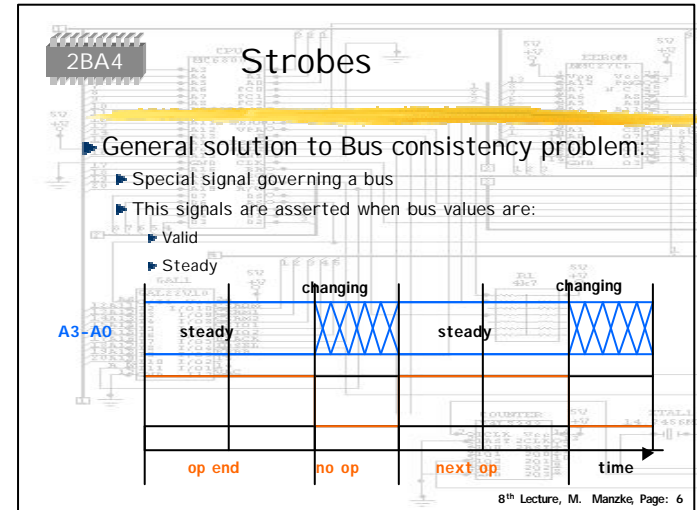 2BA4
Strobes
General solution to Bus consistency problem:
Special signal governing a bus
This signals are asserted when bus values are:
Valid
Steady
changing
changing
A3-A0
steady
steady
op end
no op
next op
time
8th Lecture, M. Manzke, Page: 6